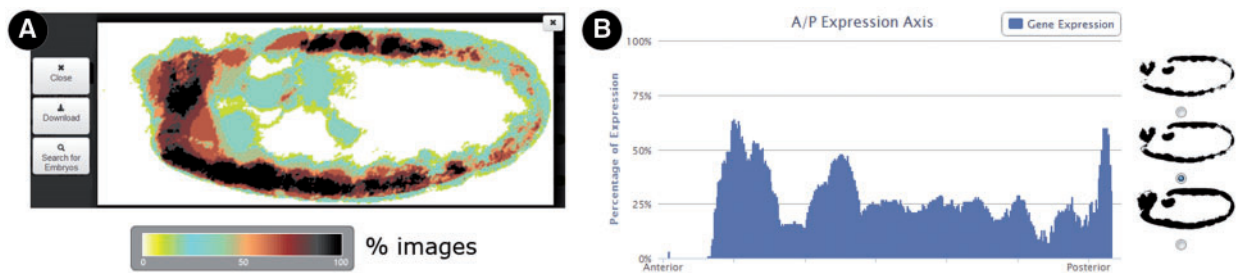 A
Close
Download
Search for
Embryos
0
50
100
% images
B
A/P Expression Axis
Gene Expression
Percentage of Expression
100%
75%
50%
25%
0%
Anterior
Posterior